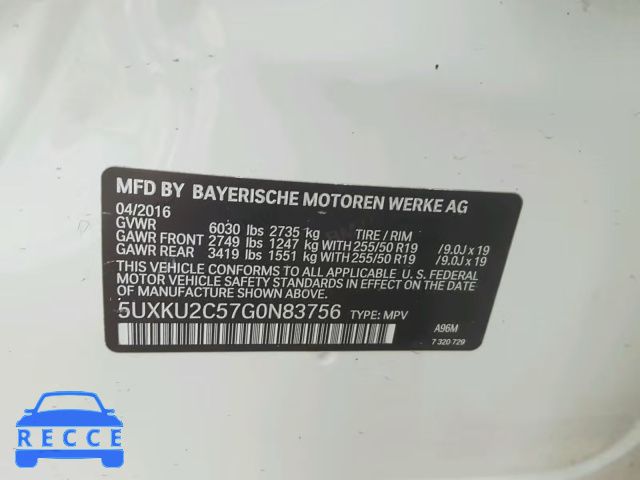 MFD BY BAYERISCHE MOTOREN WERKE AG
04/2016
GVWR 6030 lbs 2735 kg TIRE / RIM
GAWR FRONT 2749 lbs 1247 kg WITH 255/50 R19 /9.0J x 19
GAWR REAR 3419 lbs 1551 kg WITH 255/50 R19 /9.0J x 19
THIS VEHICLE CONFORMS TO ALL APPLICABLE U.S. FEDERAL
MOTOR VEHICLE SAFETY STANDARDS IN EFFECT ON THE
DATE OF MANUFACTURE SHOWN ABOVE.
5UXKU2C57G0N83756 TYPE: MPV A96M
7 320 729
RECCE